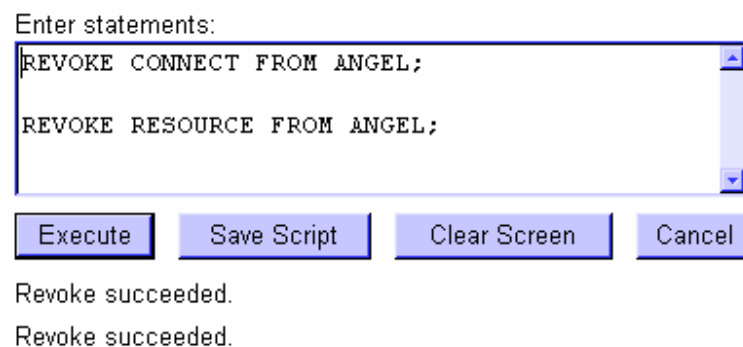 Enter statements:
REVOKE CONNECT FROM ANGEL;
REVOKE RESOURCE FROM ANGEL;
Execute Save Script Clear Screen Cancel
Revoke succeeded.
Revoke succeeded.